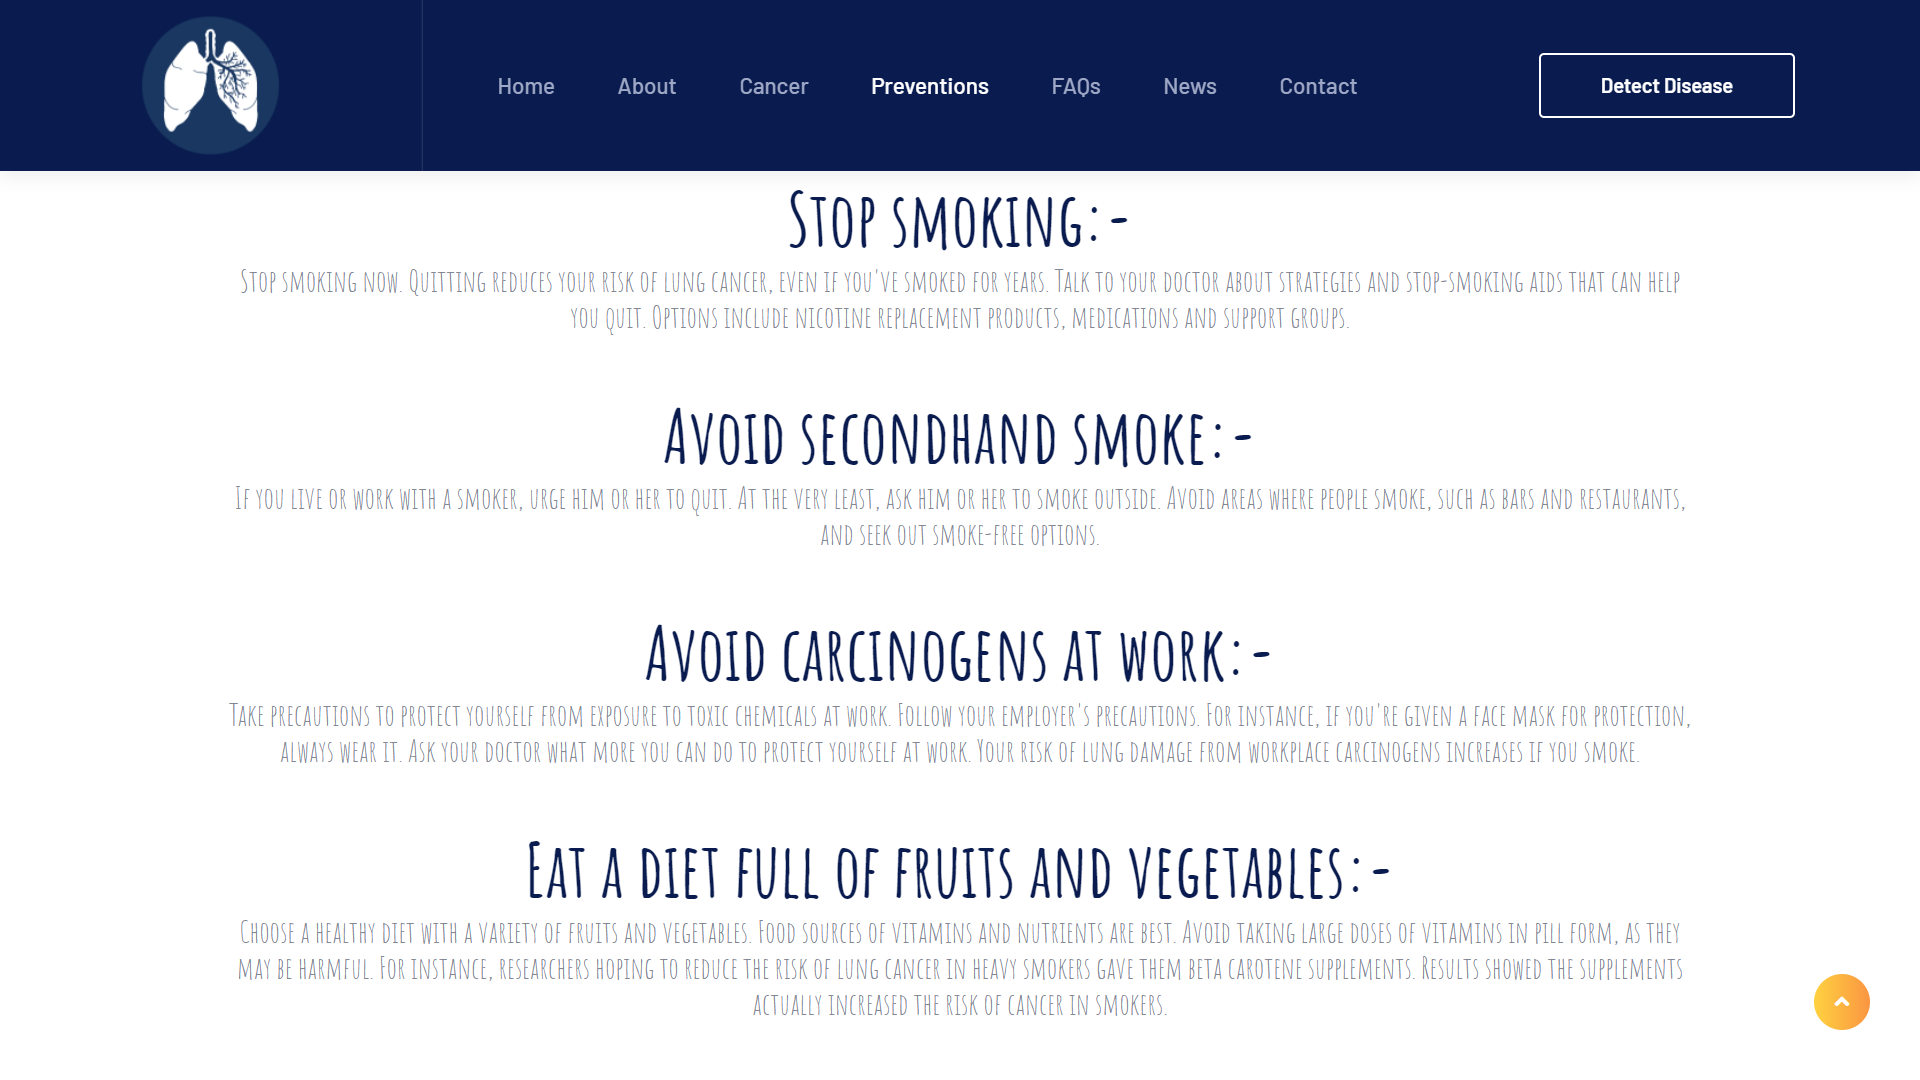 Home About Cancer Preventions FAQs News Contact Detect Disease
Stop smoking:-
Stop smoking now. Quitting reduces your risk of lung cancer, even if you've smoked for years. Talk to your doctor about strategies and stop-smoking aids that can help
you quit. Options include nicotine replacement products, medications and support groups.
Avoid secondhand smoke:-
If you live or work with a smoker, urge him or her to quit. At the very least, ask him or her to smoke outside. Avoid areas where people smoke, such as bars and restaurants,
and seek out smoke-free options.
Avoid carcinogens at work:-
Take precautions to protect yourself from exposure to toxic chemicals at work. Follow your employer's precautions. For instance, if you're given a face mask for protection,
always wear it. Ask your doctor what more you can do to protect yourself at work. Your risk of lung damage from workplace carcinogens increases if you smoke.
Eat a diet full of fruits and vegetables:-
Choose a healthy diet with a variety of fruits and vegetables. Food sources of vitamins and nutrients are best. Avoid taking large doses of vitamins in pill form, as they
may be harmful. For instance, researchers hoping to reduce the risk of lung cancer in heavy smokers gave them beta carotene supplements. Results showed the supplements
actually increased the risk of cancer in smokers.